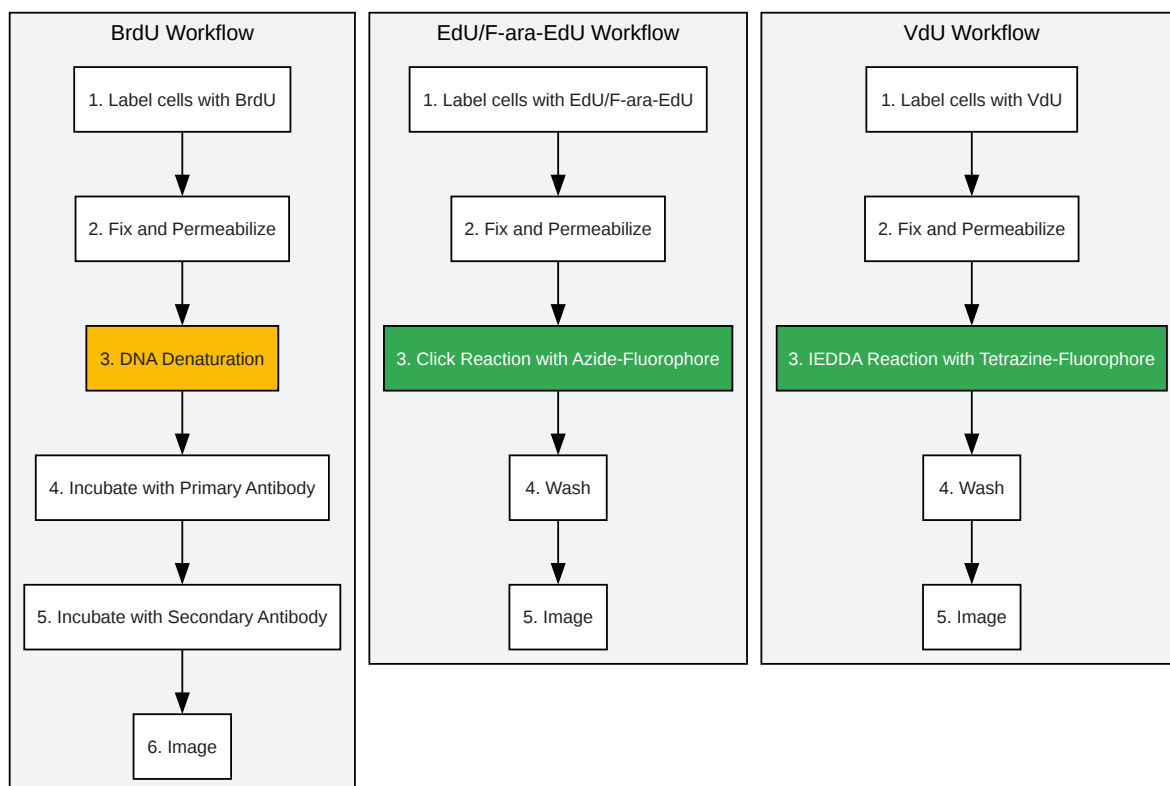 BrdU Workflow
1. Label cells with BrdU
2. Fix and Permeabilize
3. DNA Denaturation
4. Incubate with Primary Antibody
5. Incubate with Secondary Antibody
6. Image
EdU/F-ara-EdU Workflow
1. Label cells with EdU/F-ara-EdU
2. Fix and Permeabilize
3. Click Reaction with Azide-Fluorophore
4. Wash
5. Image
VdU Workflow
1. Label cells with VdU
2. Fix and Permeabilize
3. IEDDA Reaction with Tetrazine-Fluorophore
4. Wash
5. Image